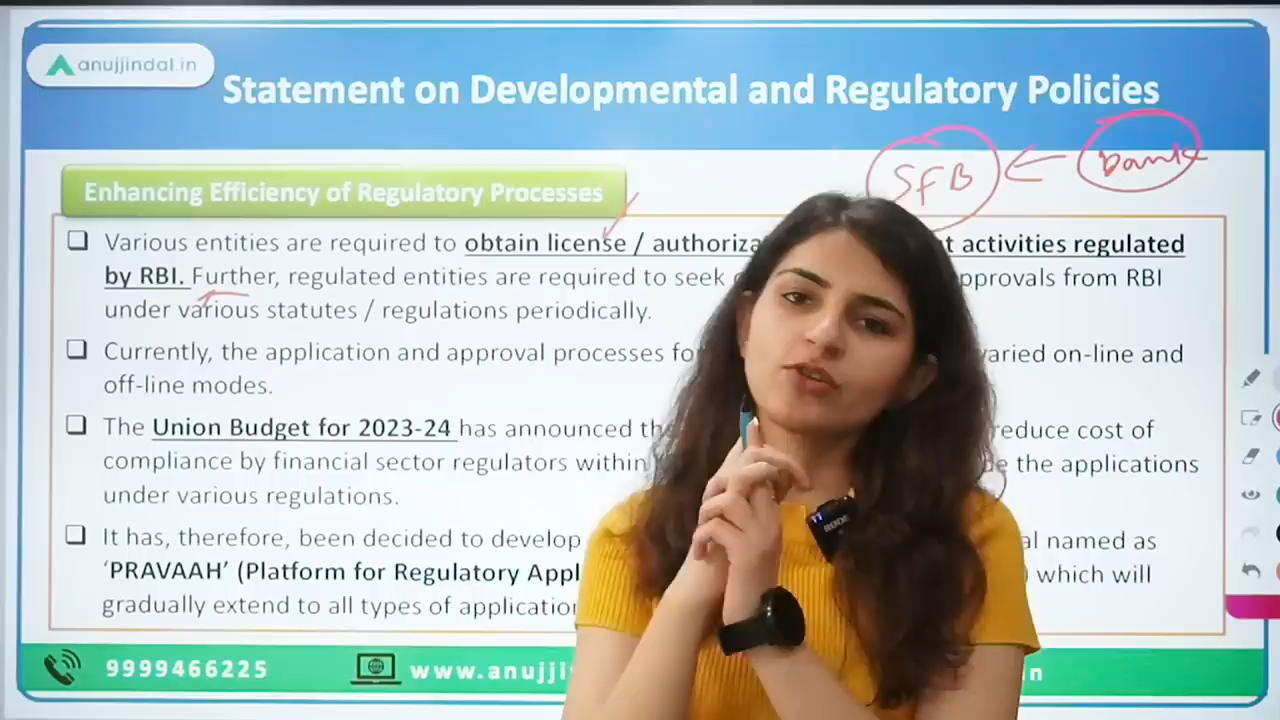 anujjindal.in
Statement on Developmental and Regulatory Policies
SFB ← bank
Enhancing Efficiency of Regulatory Processes
Various entities are required to obtain license / authoriza t activities regulated
by RBI. Further, regulated entities are required to seek approvals from RBI
under various statutes / regulations periodically.
Currently, the application and approval processes fo varied on-line and
off-line modes.
The Union Budget for 2023-24 has announced th reduce cost of
compliance by financial sector regulators within e the applications
under various regulations.
It has, therefore, been decided to develop al named as
‘PRAVAAH’ (Platform for Regulatory Appl ) which will
gradually extend to all types of application
9999466225 www.anujji n
RODE